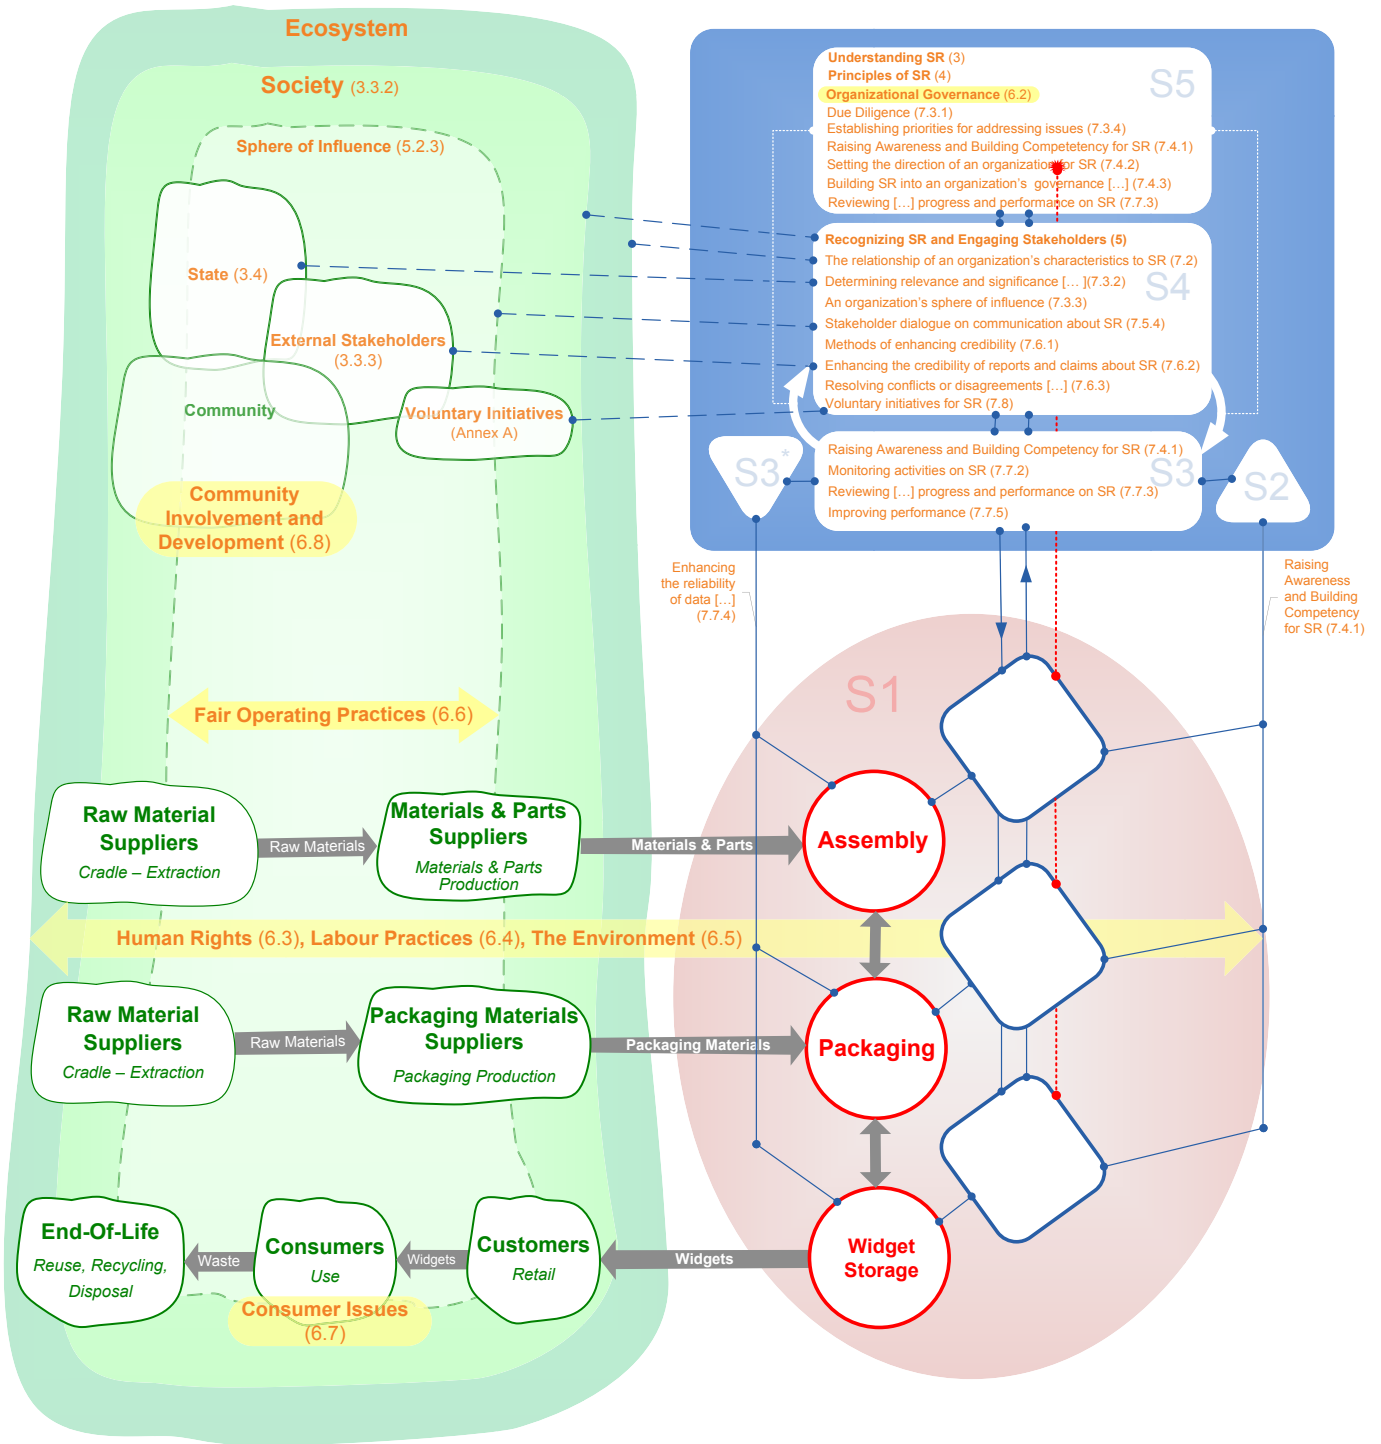 Ecosystem
Society (3.3.2)
Sphere of Influence (5.2.3)
State (3.4)
External Stakeholders
(3.3.3)
Community
Voluntary Initiatives
(Annex A)
Community
Involvement and
Development (6.8)
Fair Operating Practices (6.6)
Raw Material
Suppliers
Cradle – Extraction
Raw Materials
Materials & Parts
Suppliers
Materials & Parts
Production
Materials & Parts
Human Rights (6.3), Labour Practices (6.4), The Environment (6.5)
Raw Material
Suppliers
Cradle – Extraction
Raw Materials
Packaging Materials
Suppliers
Packaging Production
Packaging Materials
End-Of-Life
Reuse, Recycling,
Disposal
Waste
Consumers
Use
Widgets
Customers
Retail
Widgets
Consumer Issues
(6.7)
S5
Understanding SR (3)
Principles of SR (4)
Organizational Governance (6.2)
Due Diligence (7.3.1)
Establishing priorities for addressing issues (7.3.4)
Raising Awareness and Building Competetency for SR (7.4.1)
Setting the direction of an organization for SR (7.4.2)
Building SR into an organization's governance [...] (7.4.3)
Reviewing [...] progress and performance on SR (7.7.3)
S4
Recognizing SR and Engaging Stakeholders (5)
The relationship of an organization's characteristics to SR (7.2)
Determining relevance and significance [... ](7.3.2)
An organization's sphere of influence (7.3.3)
Stakeholder dialogue on communication about SR (7.5.4)
Methods of enhancing credibility (7.6.1)
Enhancing the credibility of reports and claims about SR (7.6.2)
Resolving conflicts or disagreements [...] (7.6.3)
Voluntary initiatives for SR (7.8)
S3*
S3
Raising Awareness and Building Competency for SR (7.4.1)
Monitoring activities on SR (7.7.2)
Reviewing [...] progress and performance on SR (7.7.3)
Improving performance (7.7.5)
S2
Enhancing
the reliability
of data [...]
(7.7.4)
Raising
Awareness
and Building
Competency
for SR (7.4.1)
S1
Assembly
Packaging
Widget
Storage